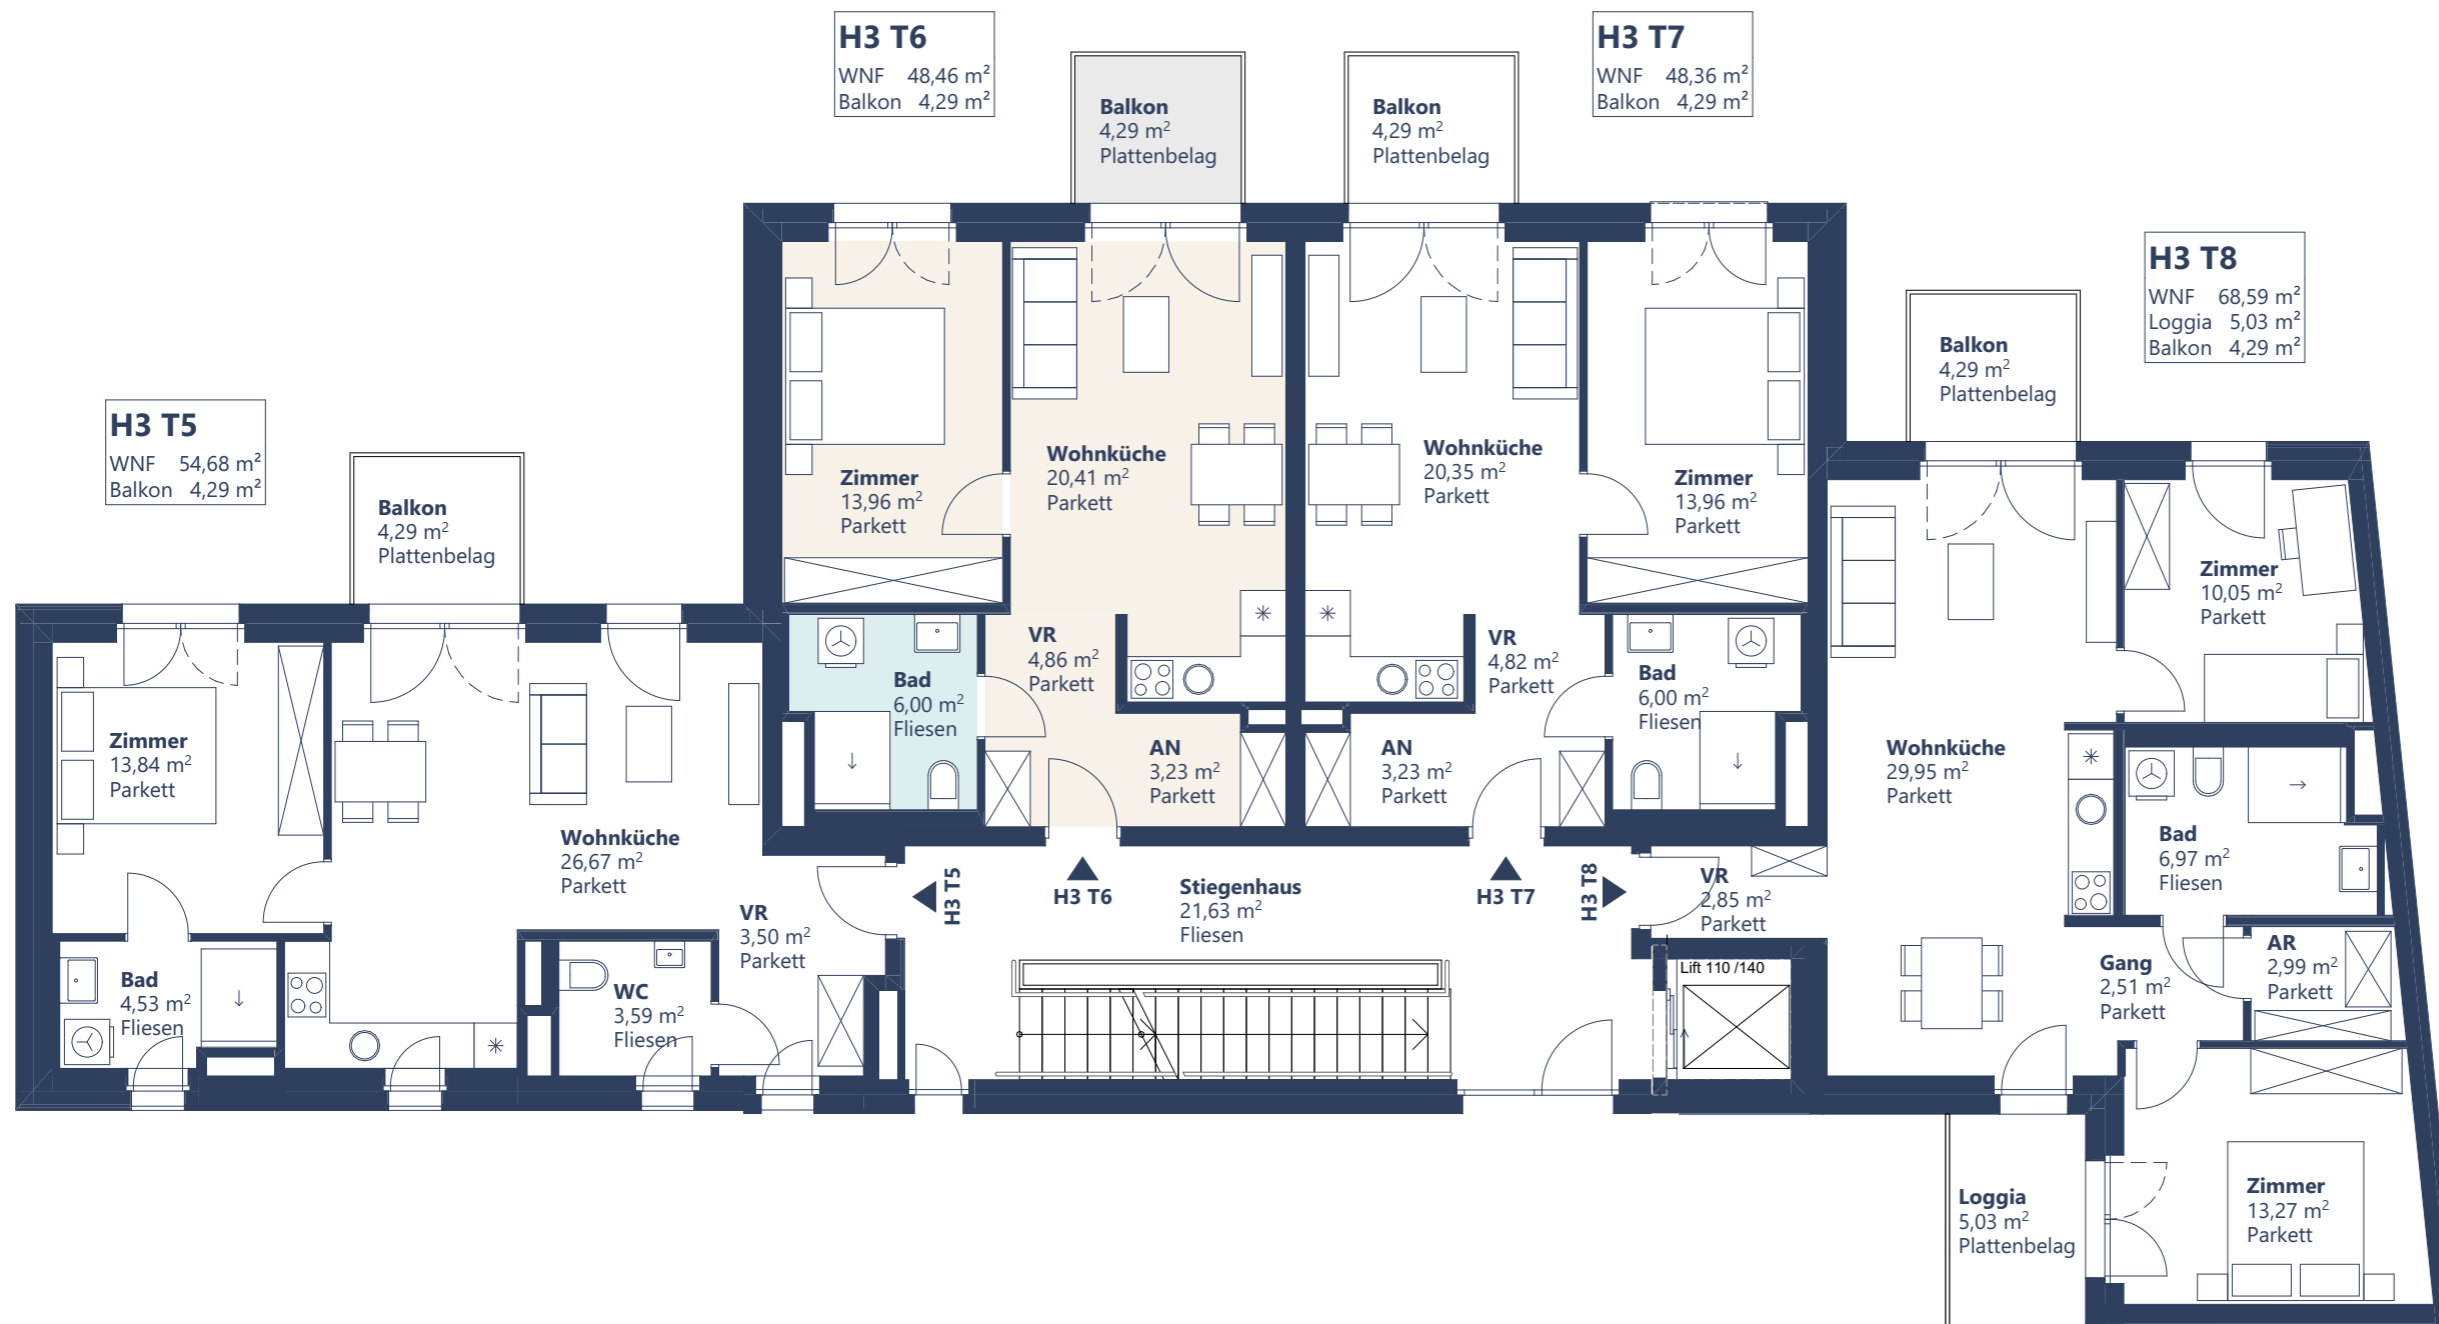 H3 T6
WNF 48,46 m²
Balkon 4,29 m²
H3 T7
WNF 48,36 m²
Balkon 4,29 m²
Balkon
4,29 m²
Plattenbelag
Balkon
4,29 m²
Plattenbelag
H3 T8
WNF 68,59 m²
Loggia 5,03 m²
Balkon 4,29 m²
Balkon
4,29 m²
Plattenbelag
H3 T5
WNF 54,68 m²
Balkon 4,29 m²
Balkon
4,29 m²
Plattenbelag
Zimmer
13,96 m²
Parkett
Wohnküche
20,41 m²
Parkett
Wohnküche
20,35 m²
Parkett
Zimmer
13,96 m²
Parkett
Zimmer
10,05 m²
Parkett
VR
4,86 m²
Parkett
VR
4,82 m²
Parkett
Bad
6,00 m²
Fliesen
Bad
6,00 m²
Fliesen
Zimmer
13,84 m²
Parkett
AN
3,23 m²
Parkett
AN
3,23 m²
Parkett
Wohnküche
29,95 m²
Parkett
Wohnküche
26,67 m²
Parkett
Bad
6,97 m²
Fliesen
H3 T5
H3 T6
Stiegenhaus
21,63 m²
Fliesen
H3 T7
H3 T8
VR
2,85 m²
Parkett
VR
3,50 m²
Parkett
Bad
4,53 m²
Fliesen
WC
3,59 m²
Fliesen
Lift 110 /140
Gang
2,51 m²
Parkett
AR
2,99 m²
Parkett
Loggia
5,03 m²
Plattenbelag
Zimmer
13,27 m²
Parkett